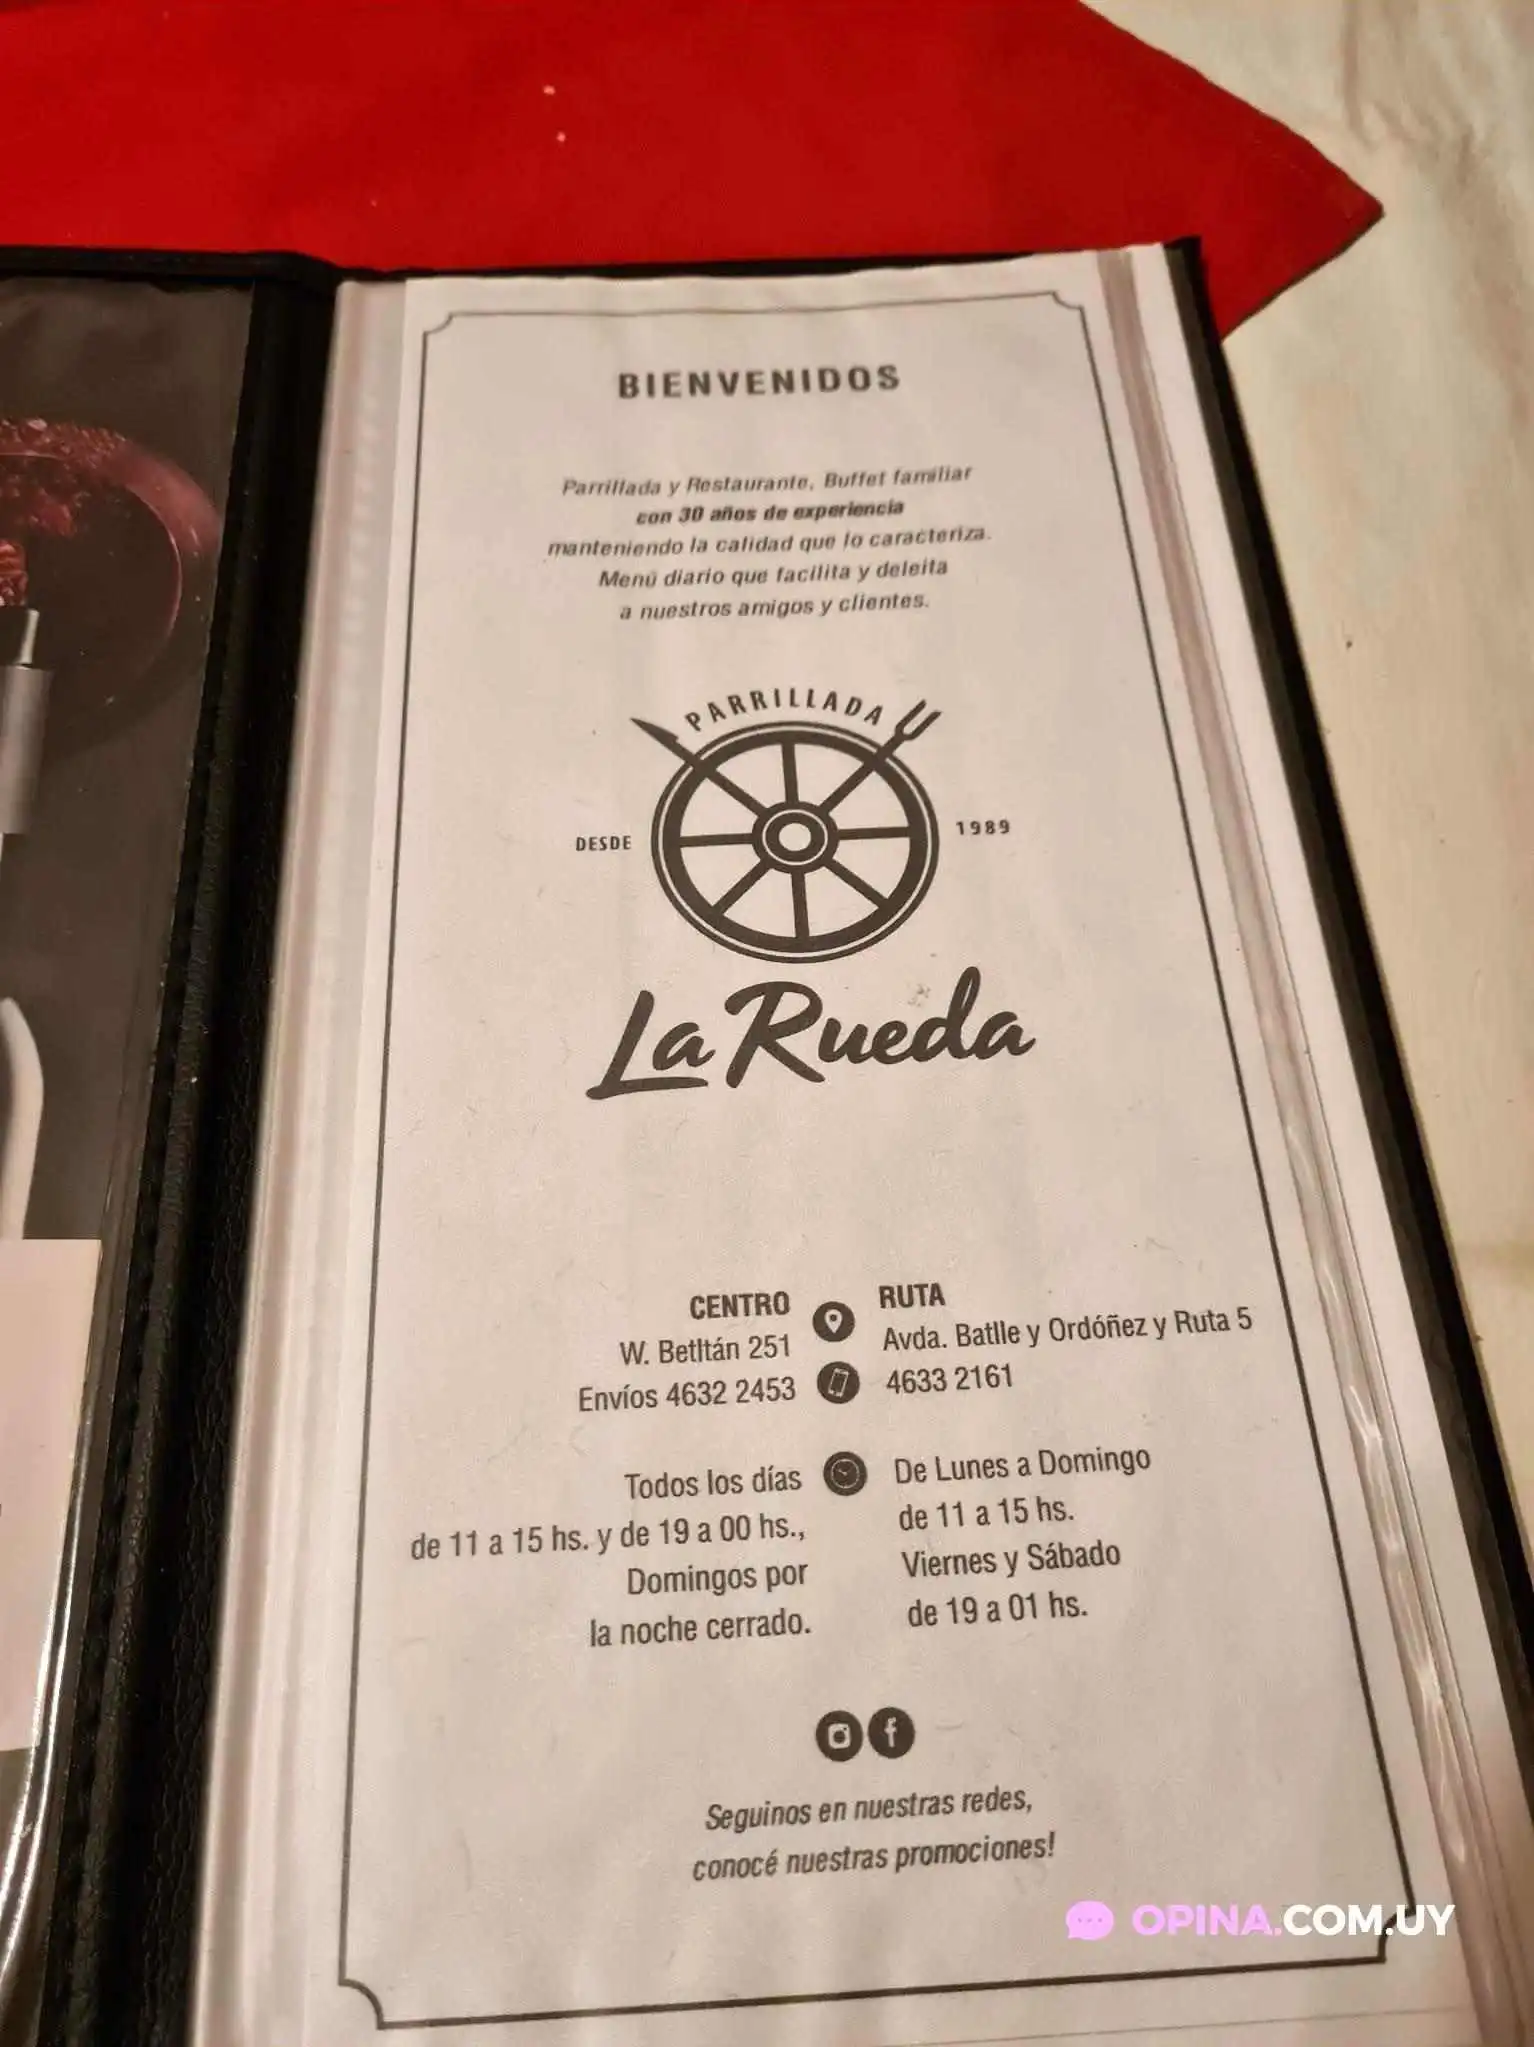 BIENVENIDOS
Parrillada y Restaurante, Buffet familiar
con 30 años de experiencia
manteniendo la calidad que lo caracteriza.
Menú diario que facilita y deleita
a nuestros amigos y clientes.
PARRILLADA
DESDE 1989
La Rueda
CENTRO
W. Betltán 251
Envíos 4632 2453
Todos los días
de 11 a 15 hs. y de 19 a 00 hs.,
Domingos por
la noche cerrado.
RUTA
Avda. Batlle y Ordóñez y Ruta 5
4633 2161
De Lunes a Domingo
de 11 a 15 hs.
Viernes y Sábado
de 19 a 01 hs.
Seguinos en nuestras redes,
conocé nuestras promociones!
OPINA.COM.UY